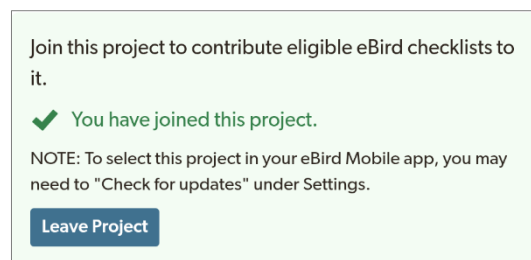 Join this project to contribute eligible eBird checklists to
it.
You have joined this project.
NOTE: To select this project in your eBird Mobile app, you may
need to "Check for updates" under Settings.
Leave Project